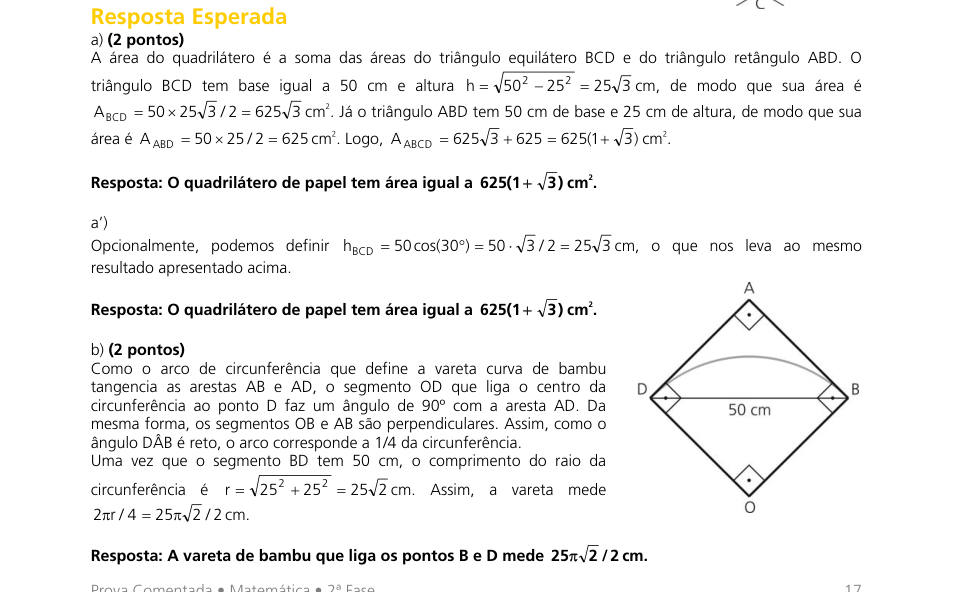 C
Resposta Esperada
a) (2 pontos)
A área do quadrilátero é a soma das áreas do triângulo equilátero BCD e do triângulo retângulo ABD. O
triângulo BCD tem base igual a 50 cm e altura h = √(50² − 25²) = 25√3 cm, de modo que sua área é
A_BCD = 50 × 25√3 / 2 = 625√3 cm². Já o triângulo ABD tem 50 cm de base e 25 cm de altura, de modo que sua
área é A_ABD = 50 × 25 / 2 = 625 cm². Logo, A_ABCD = 625√3 + 625 = 625(1 + √3) cm².
Resposta: O quadrilátero de papel tem área igual a 625(1 + √3) cm².
a’)
Opcionalmente, podemos definir h_BCD = 50 cos(30°) = 50 · √3 / 2 = 25√3 cm, o que nos leva ao mesmo
resultado apresentado acima.
Resposta: O quadrilátero de papel tem área igual a 625(1 + √3) cm².
b) (2 pontos)
Como o arco de circunferência que define a vareta curva de bambu
tangencia as arestas AB e AD, o segmento OD que liga o centro da
circunferência ao ponto D faz um ângulo de 90º com a aresta AD. Da
mesma forma, os segmentos OB e AB são perpendiculares. Assim, como o
ângulo DÂB é reto, o arco corresponde a 1/4 da circunferência.
Uma vez que o segmento BD tem 50 cm, o comprimento do raio da
circunferência é r = √(25² + 25²) = 25√2 cm. Assim, a vareta mede
2πr / 4 = 25π√2 / 2 cm.
A
D
B
50 cm
O
Resposta: A vareta de bambu que liga os pontos B e D mede 25π√2 / 2 cm.
Prova Comentada • Matemática • 2ª Fase
17